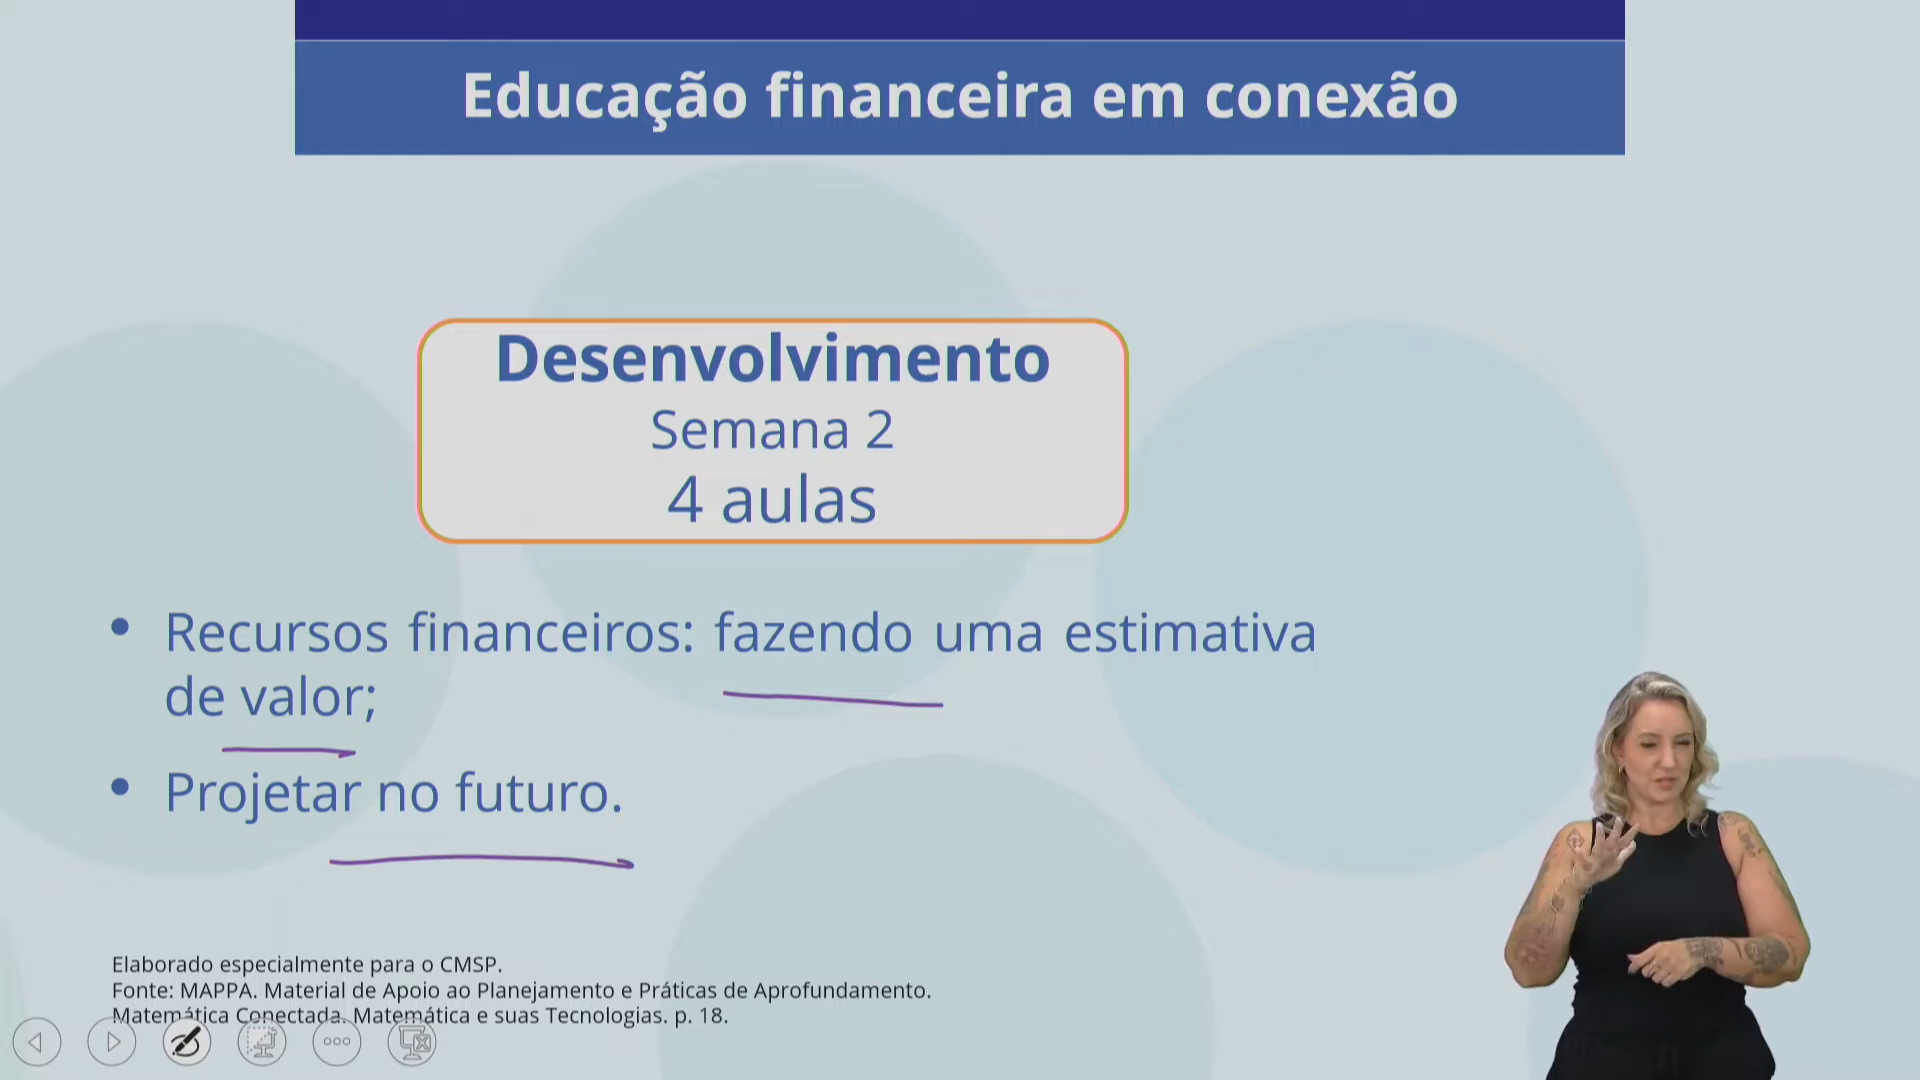 Educação financeira em conexão
Desenvolvimento
Semana 2
4 aulas
• Recursos financeiros: fazendo uma estimativa
de valor;
• Projetar no futuro.
Elaborado especialmente para o CMSP.
Fonte: MAPPA. Material de Apoio ao Planejamento e Práticas de Aprofundamento.
Matemática Conectada. Matemática e suas Tecnologias. p. 18.